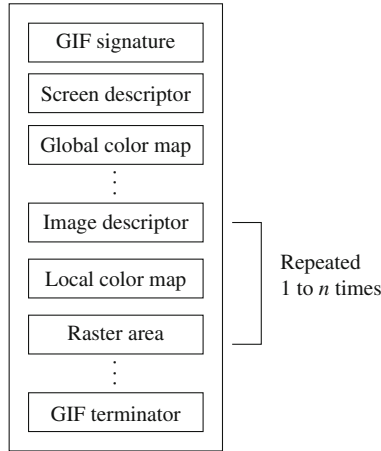 GIF signature
Screen descriptor
Global color map
Image descriptor
Local color map
Raster area
GIF terminator
Repeated
1 to n times